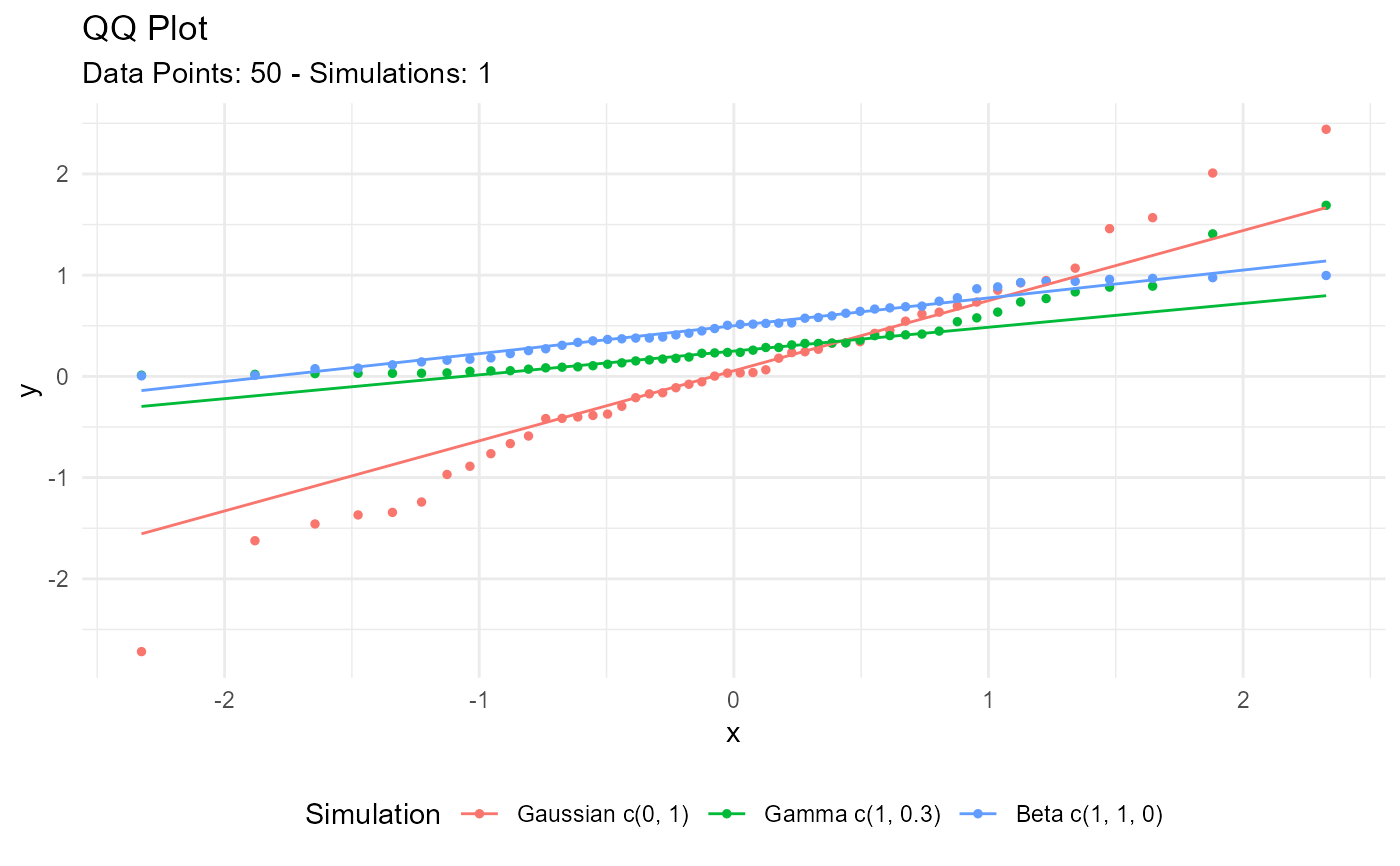 QQ Plot
Data Points: 50 - Simulations: 1
2
1
0
-1
-2
y
-2 -1 0 1 2
x
Simulation Gaussian c(0, 1) Gamma c(1, 0.3) Beta c(1, 1, 0)